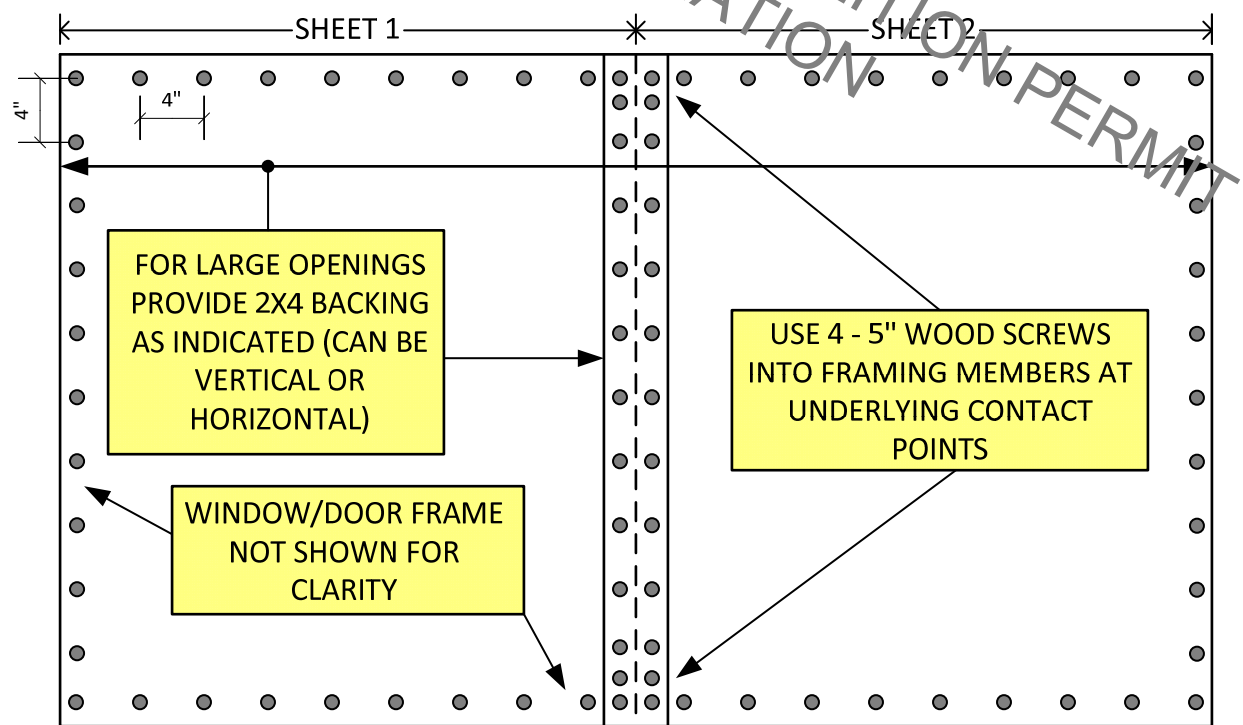 SHEET 1
SHEET 2
4"
4"
FOR LARGE OPENINGS
PROVIDE 2X4 BACKING
AS INDICATED (CAN BE
VERTICAL OR
HORIZONTAL)
USE 4 - 5" WOOD SCREWS
INTO FRAMING MEMBERS AT
UNDERLYING CONTACT
POINTS
WINDOW/DOOR FRAME
NOT SHOWN FOR
CLARITY
PERMIT